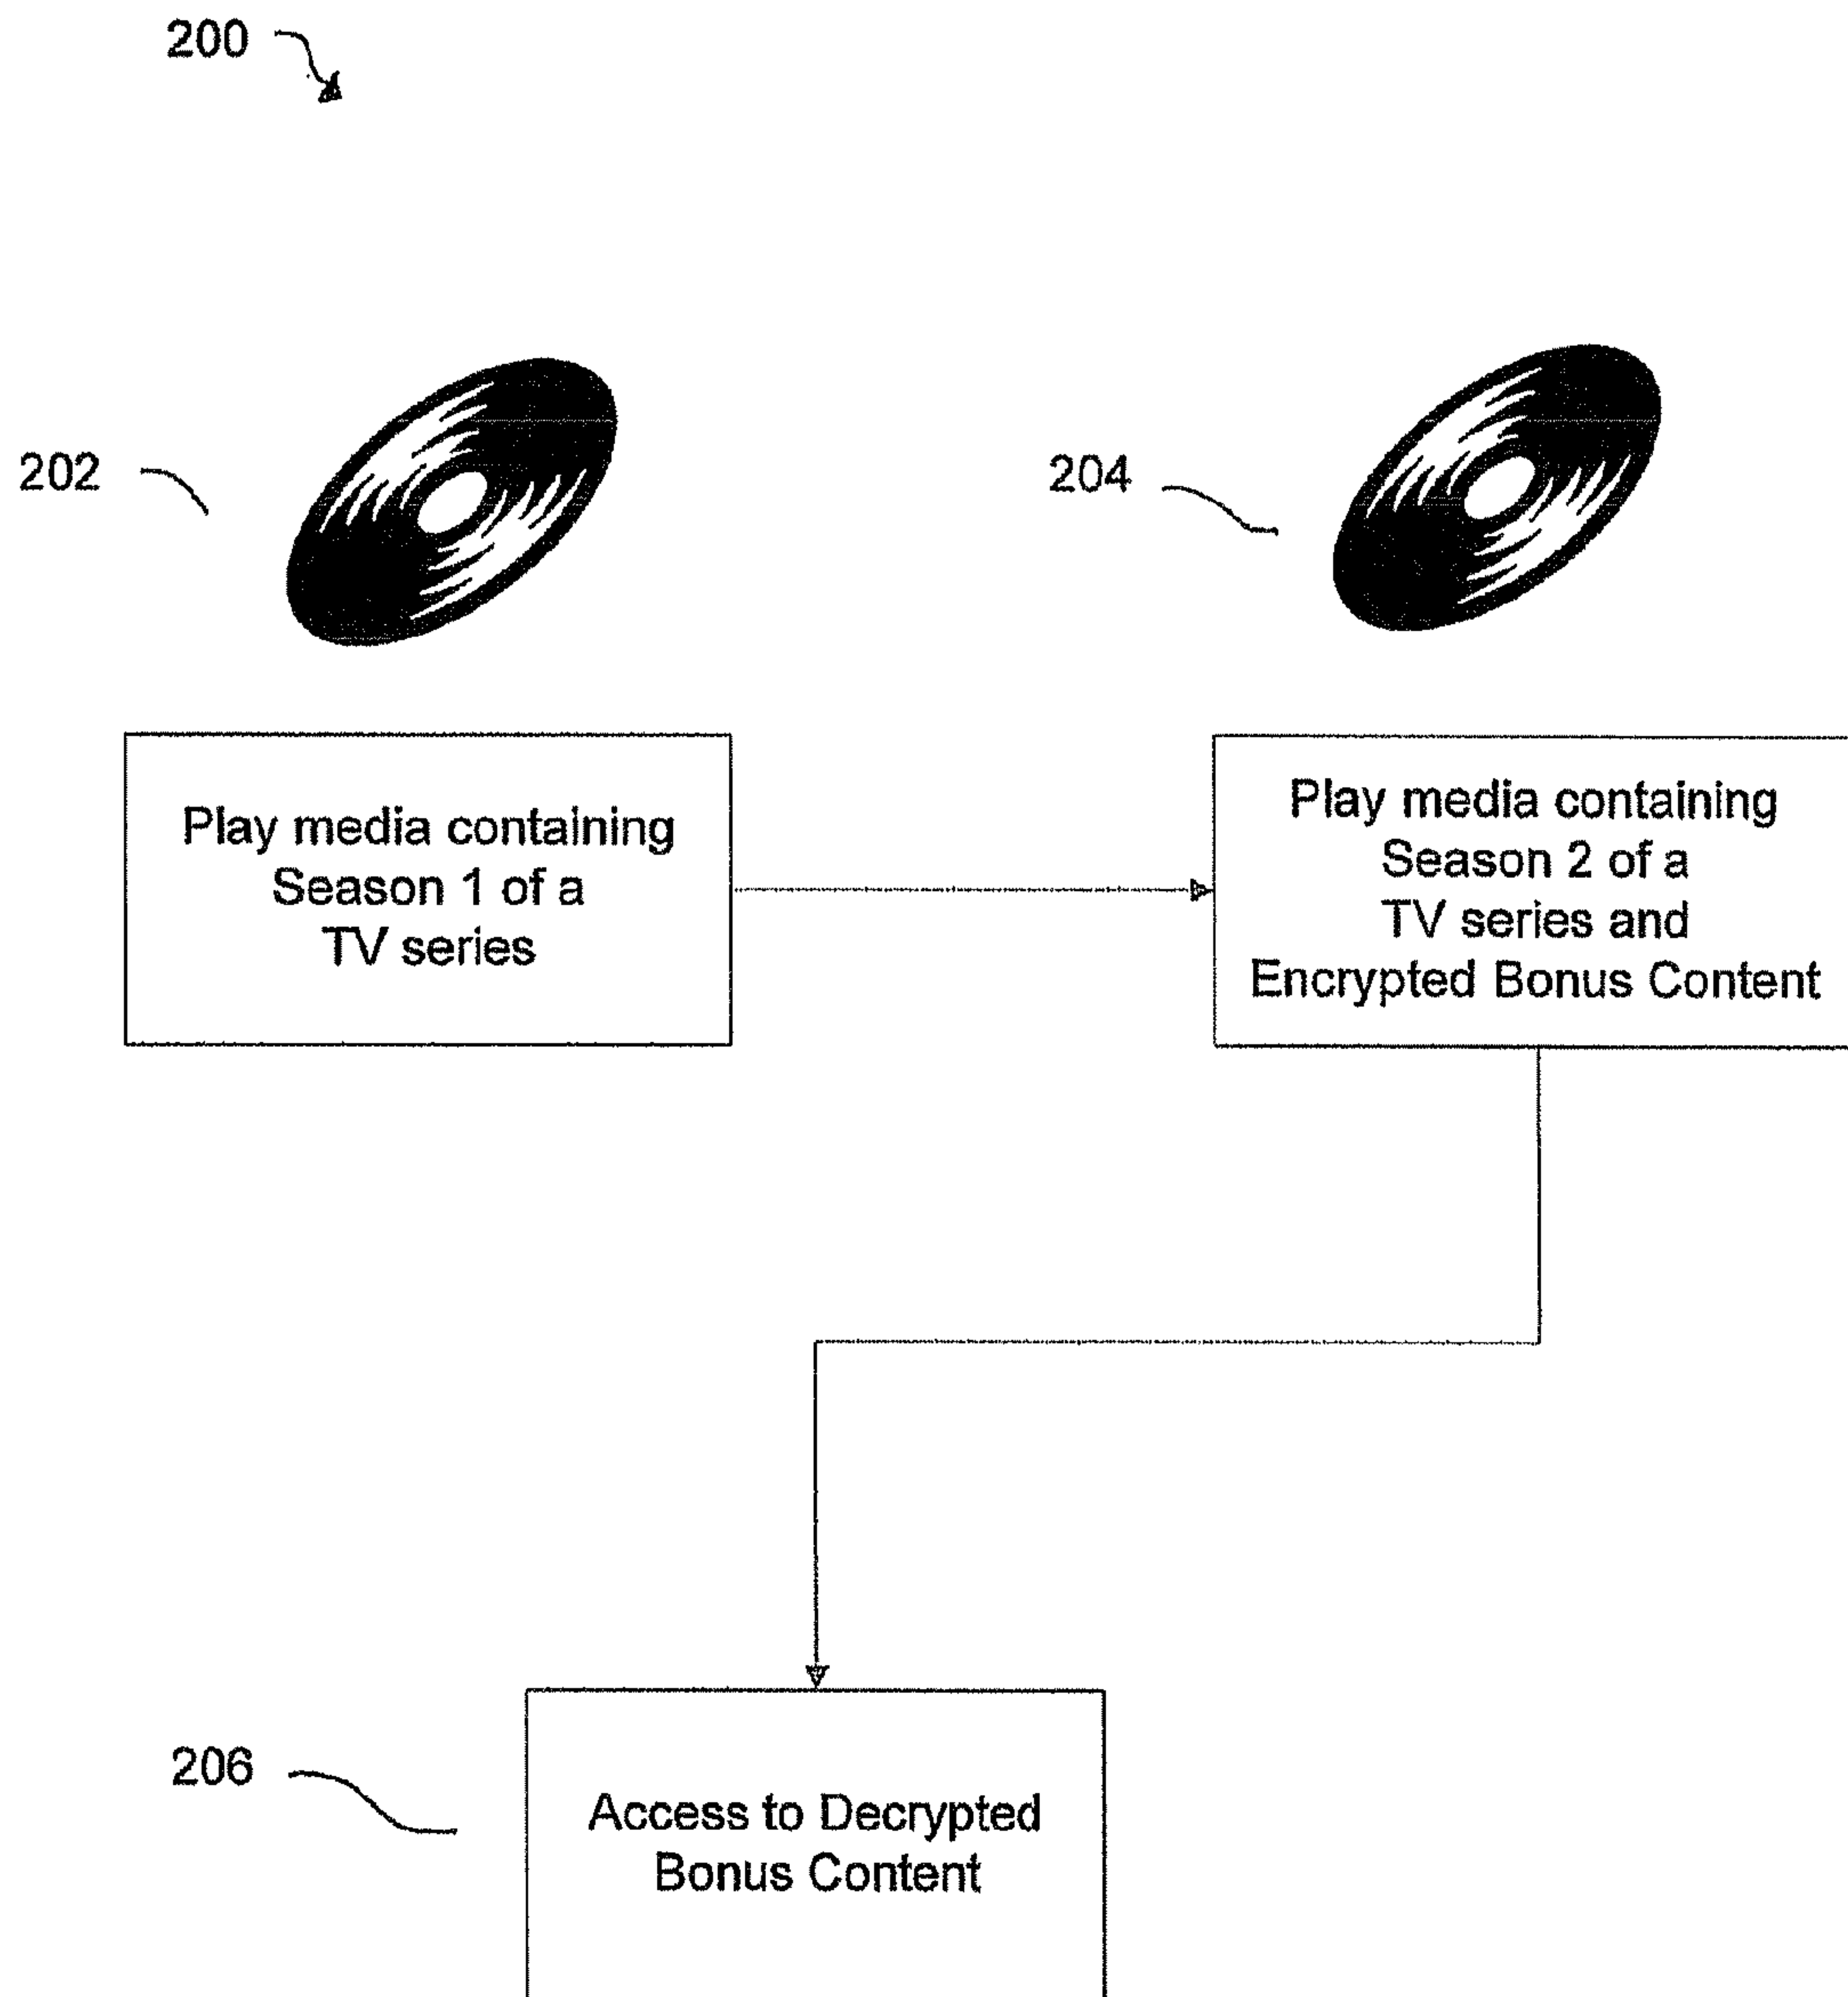 200
202
204
Play media containing
Season 1 of a
TV series
Play media containing
Season 2 of a
TV series and
Encrypted Bonus Content
206
Access to Decrypted
Bonus Content